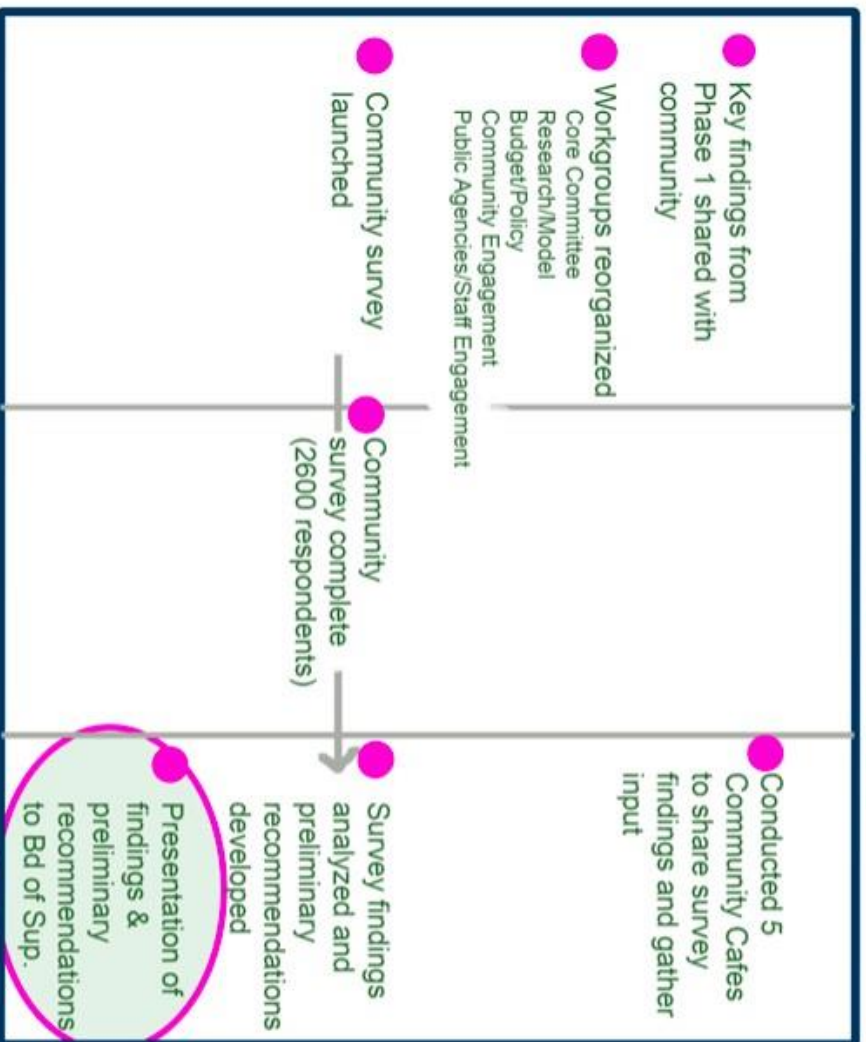 Key findings from
Phase 1 shared with
community
Workgroups reorganized
Core Committee
Research/Model
Budget/Policy
Community Engagement
Public Agencies/Staff Engagement
Community survey
launched
Community
survey complete
(2600 respondents)
Conducted 5
Community Cafes
to share survey
findings and gather
input
Survey findings
analyzed and
preliminary
recommendations
developed
Presentation of
findings &
preliminary
recommendations
to Bd of Sup.